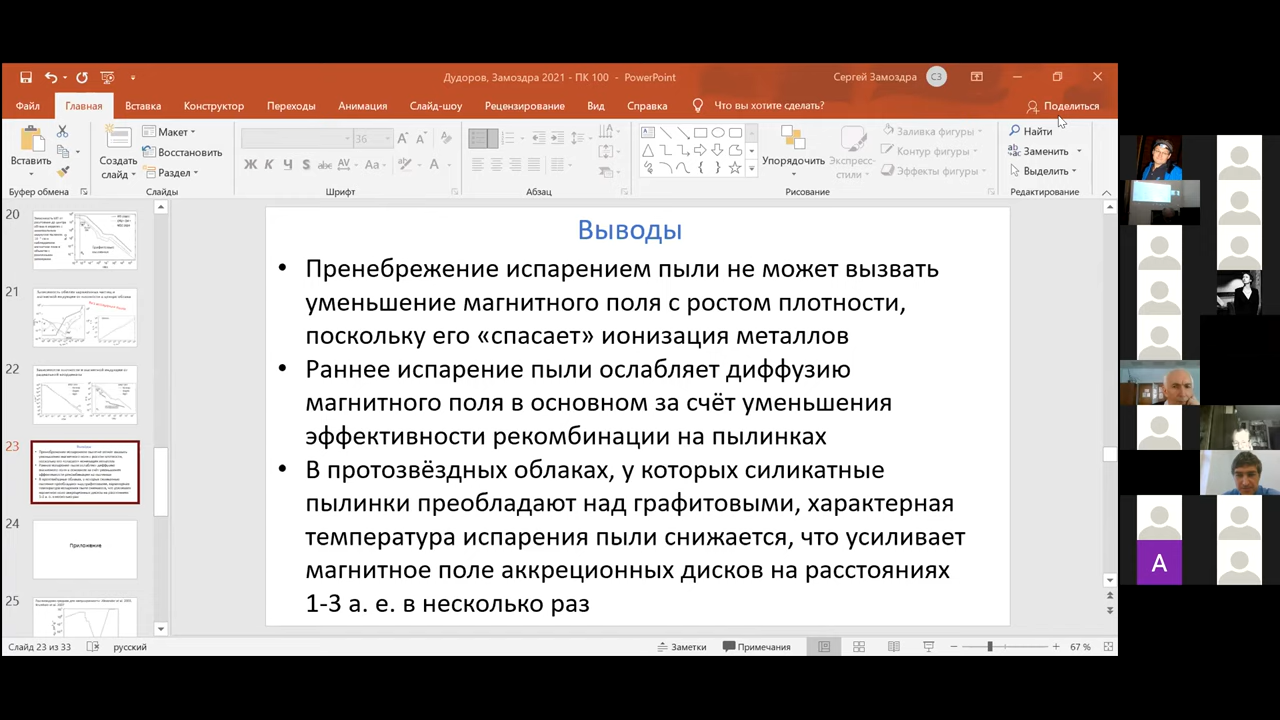 Дудоров, Замоздра 2021 - ПК 100 - PowerPoint
Сергей Замоздра
СЗ
Файл
Главная
Вставка
Конструктор
Переходы
Анимация
Слайд-шоу
Рецензирование
Вид
Справка
Что вы хотите сделать?
Поделиться
Вставить
Создать
слайд
Макет
Восстановить
Раздел
36
Ж К Ч S abc AV Aa
Упорядочить
Экспресс-
стили
Заливка фигуры
Контур фигуры
Эффекты фигуры
Найти
Заменить
Выделить
Буфер обмена
Слайды
Шрифт
Абзац
Рисование
Редактирование
20
21
22
23
24
Приложение
25
Выводы
• Пренебрежение испарением пыли не может вызвать
уменьшение магнитного поля с ростом плотности,
поскольку его «спасает» ионизация металлов
• Раннее испарение пыли ослабляет диффузию
магнитного поля в основном за счёт уменьшения
эффективности рекомбинации на пылинках
• В протозвёздных облаках, у которых силикатные
пылинки преобладают над графитовыми, характерная
температура испарения пыли снижается, что усиливает
магнитное поле аккреционных дисков на расстояниях
1-3 а. е. в несколько раз
A
Слайд 23 из 33
русский
Заметки
Примечания
67 %